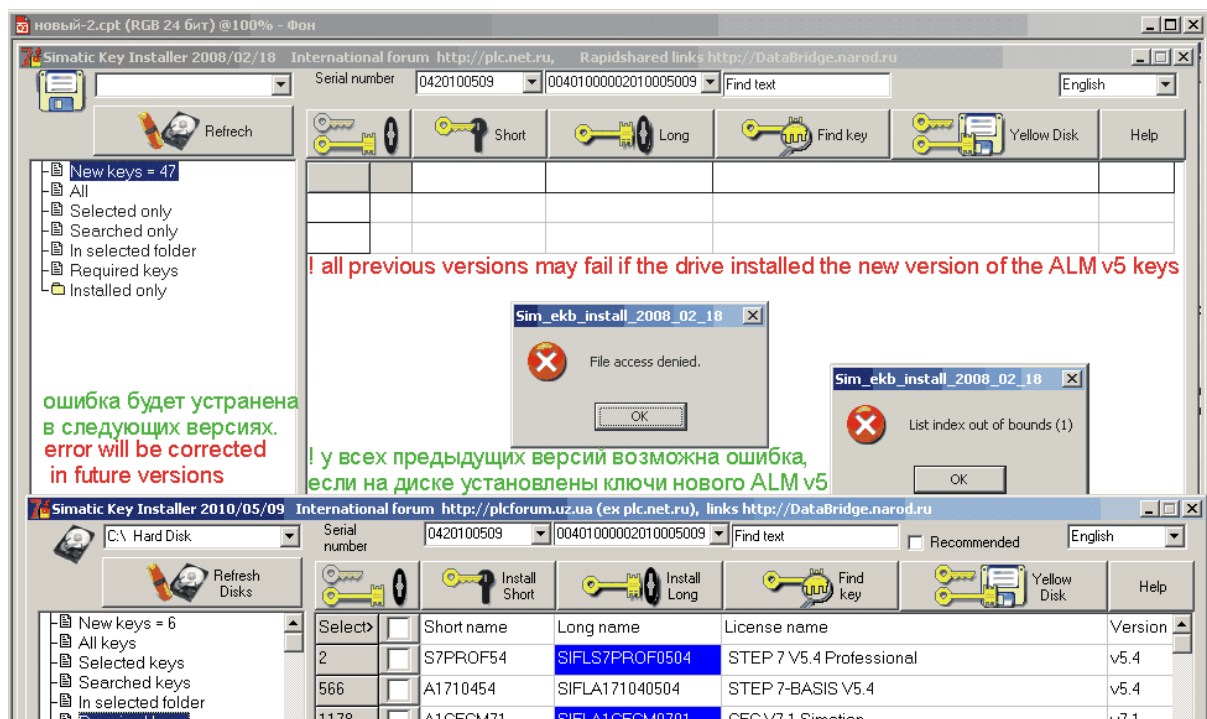 новый-2.cpt (RGB 24 бит) @100% - Фон
Simatic Key Installer 2008/02/18 International forum http://plc.net.ru, Rapidshared links http://DataBridge.narod.ru
Serial number 0420100509 00401000002010005009 Find text English
Refrech Short Long Find key Yellow Disk Help
New keys = 47
All
Selected only
Searched only
In selected folder
Required keys
Installed only
! all previous versions may fail if the drive installed the new version of the ALM v5 keys
Sim_ekb_install_2008_02_18
File access denied.
OK
Sim_ekb_install_2008_02_18
List index out of bounds (1)
OK
ошибка будет устранена
в следующих версиях.
error will be corrected
in future versions
! у всех предыдущих версий возможна ошибка,
если на диске установлены ключи нового ALM v5
Simatic Key Installer 2010/05/09 International forum http://plcforum.uz.ua (ex plc.net.ru), links http://DataBridge.narod.ru
C:\ Hard Disk Serial number 0420100509 00401000002010005009 Find text Recommended English
Refresh Disks Install Short Install Long Find key Yellow Disk Help
New keys = 6
All keys
Selected keys
Searched keys
In selected folder
Select> Short name Long name License name Version
2 S7PROF54 SIFLS7PROF0504 STEP 7 V5.4 Professional v5.4
566 A1710454 SIFLA171040504 STEP 7-BASIS V5.4 v5.4